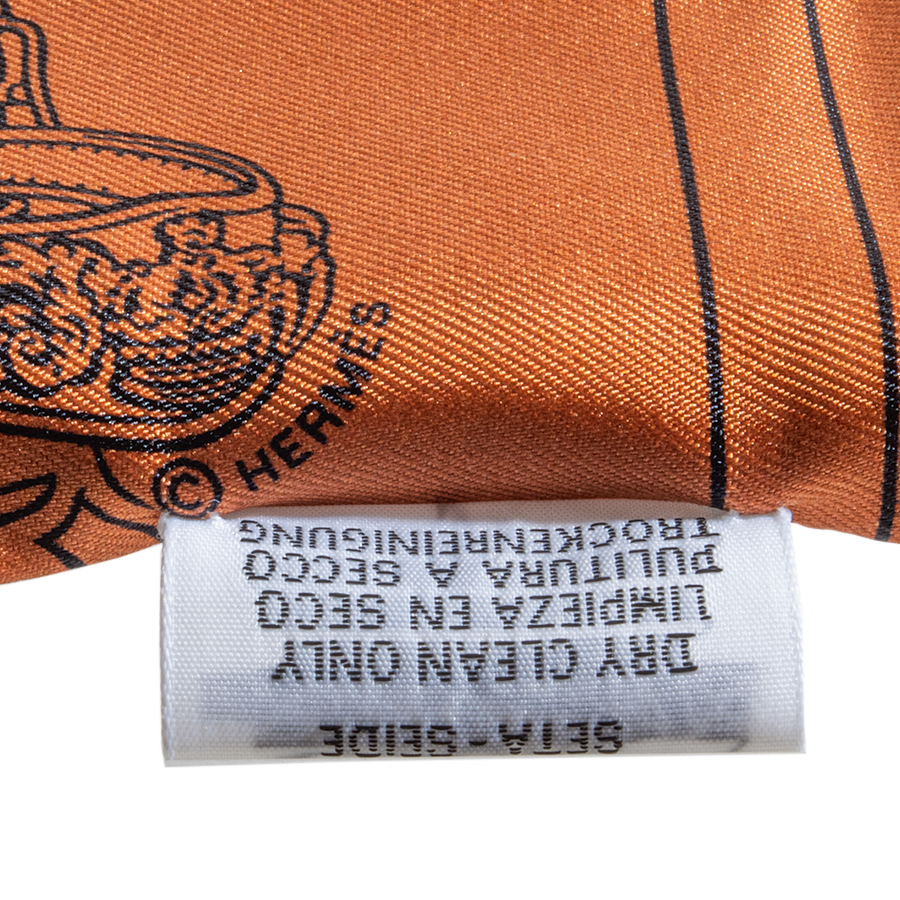 © HERMÈS
SETA - SEIDE
DRY CLEAN ONLY
LIMPIEZA EN SECO
PULITURA A SECCO
TROCKENREINIGUNG